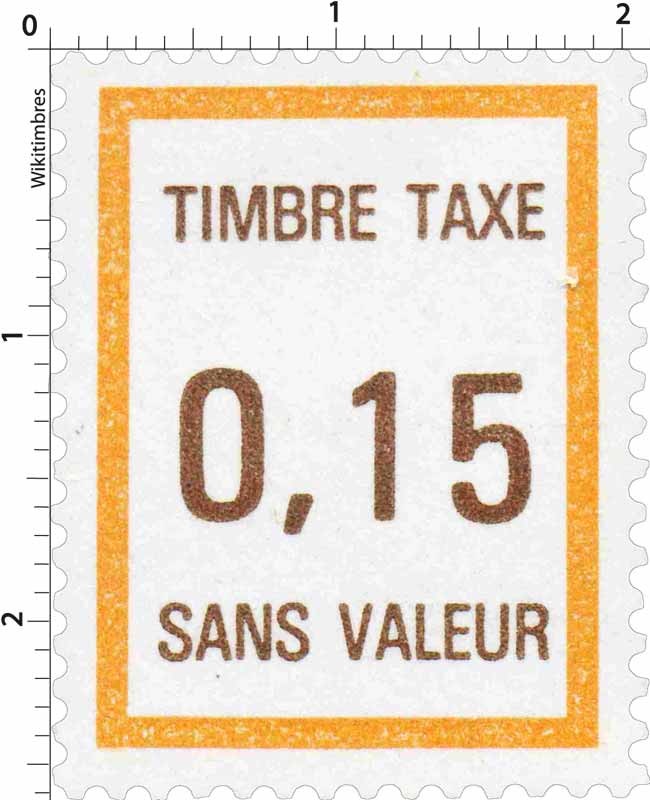 0 1 2
Wikitimbres
TIMBRE TAXE
1
0,15
SANS VALEUR
2